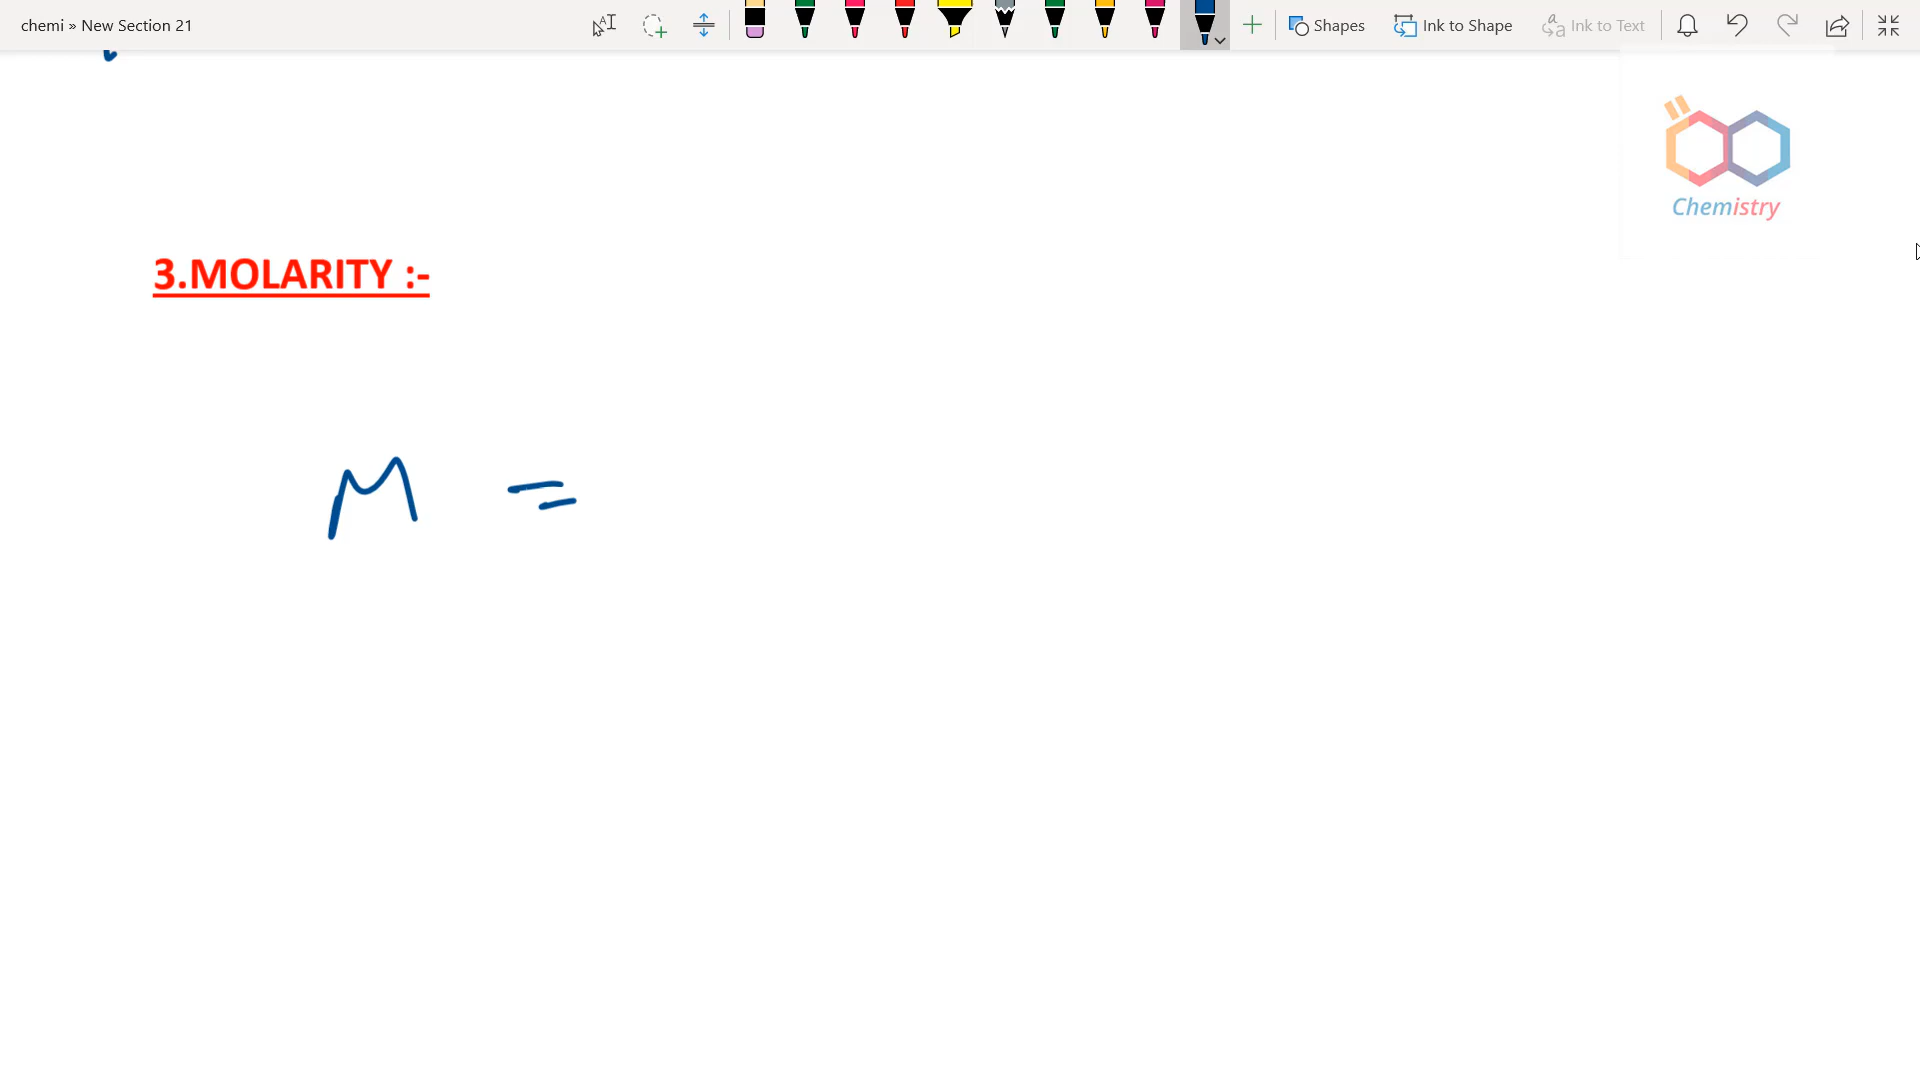 chemi » New Section 21
Shapes
Ink to Shape
Ink to Text
Chemistry
3.MOLARITY :-
M =